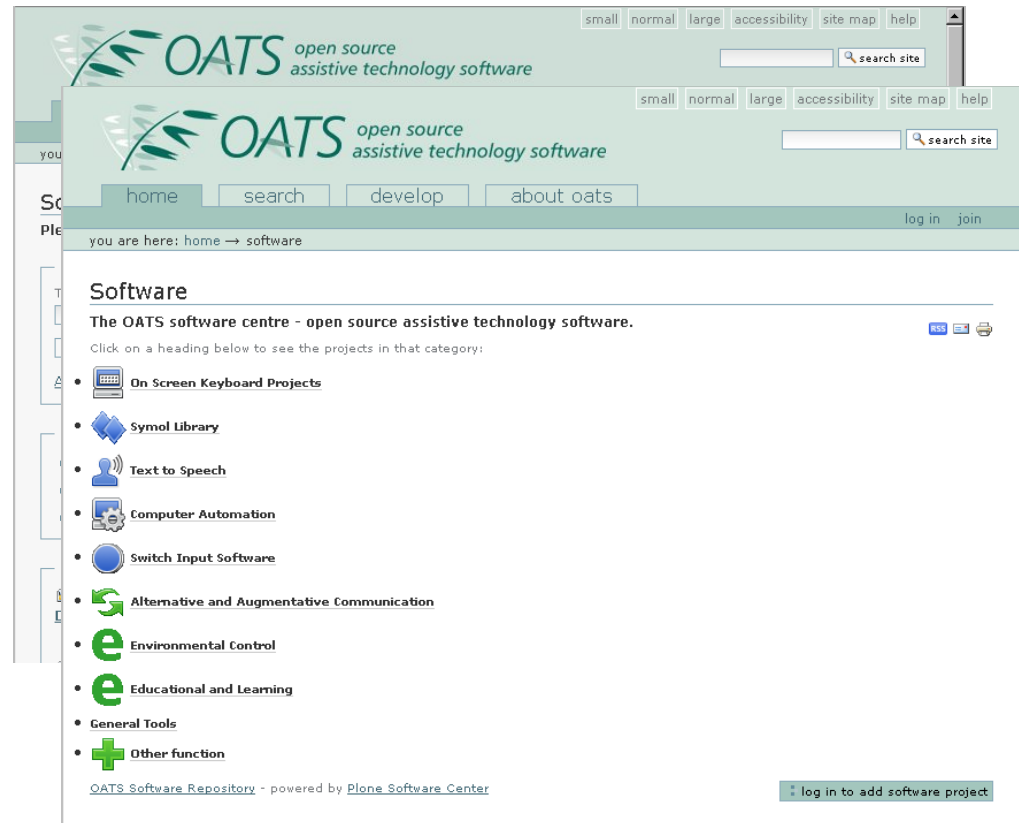 small normal large accessibility site map help
OATS open source
assistive technology software
search site
small normal large accessibility site map help
OATS open source
assistive technology software
search site
home search develop about oats
log in join
you
you are here: home → software
So
Ple
Software
The OATS software centre - open source assistive technology software.
RSS
Click on a heading below to see the projects in that category:
T
A
• On Screen Keyboard Projects
• Symol Library
• Text to Speech
• Computer Automation
• Switch Input Software
• Alternative and Augmentative Communication
• Environmental Control
• Educational and Learning
• General Tools
• Other function
OATS Software Repository - powered by Plone Software Center
log in to add software project